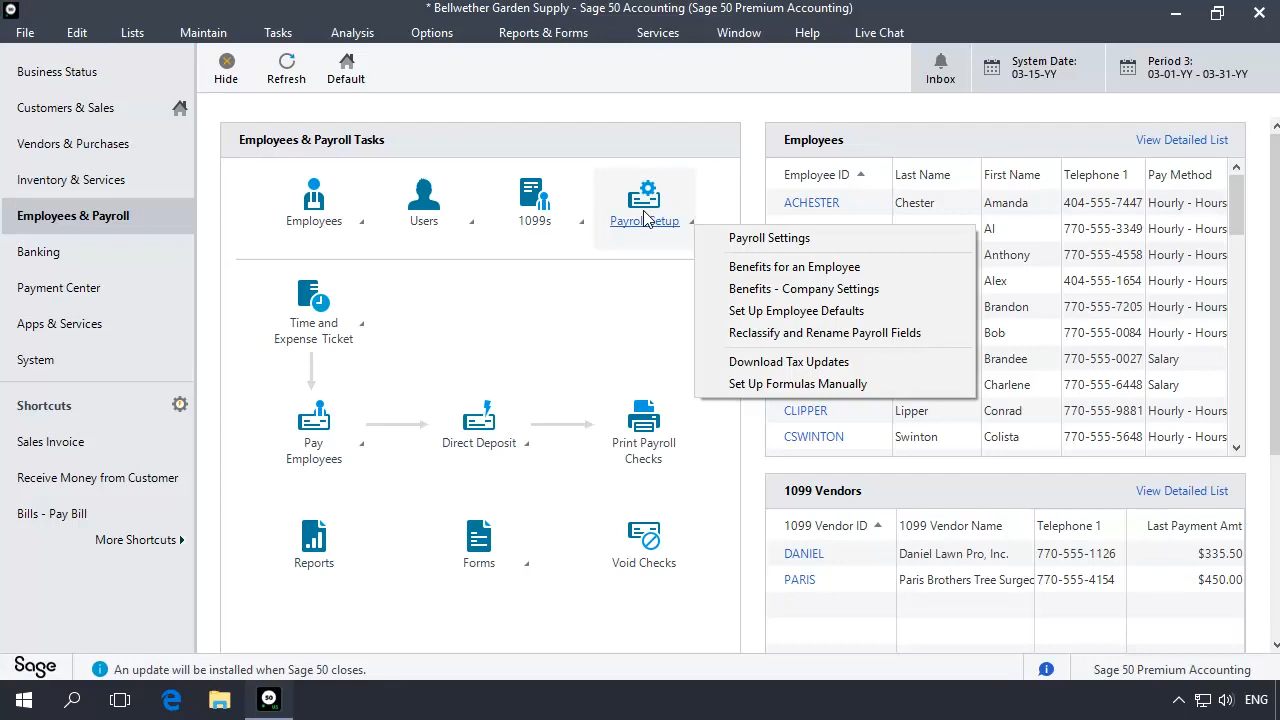 * Bellwether Garden Supply - Sage 50 Accounting (Sage 50 Premium Accounting)
File Edit Lists Maintain Tasks Analysis Options Reports & Forms Services Window Help Live Chat
Business Status
Customers & Sales
Vendors & Purchases
Inventory & Services
Employees & Payroll
Banking
Payment Center
Apps & Services
System
Shortcuts
Sales Invoice
Receive Money from Customer
Bills - Pay Bill
More Shortcuts
Hide Refresh Default
Inbox
System Date:
03-15-YY
Period 3:
03-01-YY - 03-31-YY
Employees & Payroll Tasks
Employees Users 1099s Payroll Setup
Payroll Settings
Benefits for an Employee
Benefits - Company Settings
Set Up Employee Defaults
Reclassify and Rename Payroll Fields
Download Tax Updates
Set Up Formulas Manually
Time and
Expense Ticket
Pay
Employees
Direct Deposit
Print Payroll
Checks
Reports Forms Void Checks
Employees View Detailed List
Employee ID Last Name First Name Telephone 1 Pay Method
ACHESTER Chester Amanda 404-555-7447 Hourly - Hours
Al 770-555-3349 Hourly - Hours
Anthony 770-555-4558 Hourly - Hours
Alex 404-555-1654 Hourly - Hours
Brandon 770-555-7205 Hourly - Hours
Bob 770-555-0084 Hourly - Hours
Brandee 770-555-0027 Salary
Charlene 770-555-6448 Salary
CLIPPER Lipper Conrad 770-555-9881 Hourly - Hours
CSWINTON Swinton Colista 770-555-5648 Hourly - Hours
1099 Vendors View Detailed List
1099 Vendor ID 1099 Vendor Name Telephone 1 Last Payment Amt
DANIEL Daniel Lawn Pro, Inc. 770-555-1126 $335.50
PARIS Paris Brothers Tree Surgec 770-555-4154 $450.00
Sage An update will be installed when Sage 50 closes. Sage 50 Premium Accounting
50
ENG